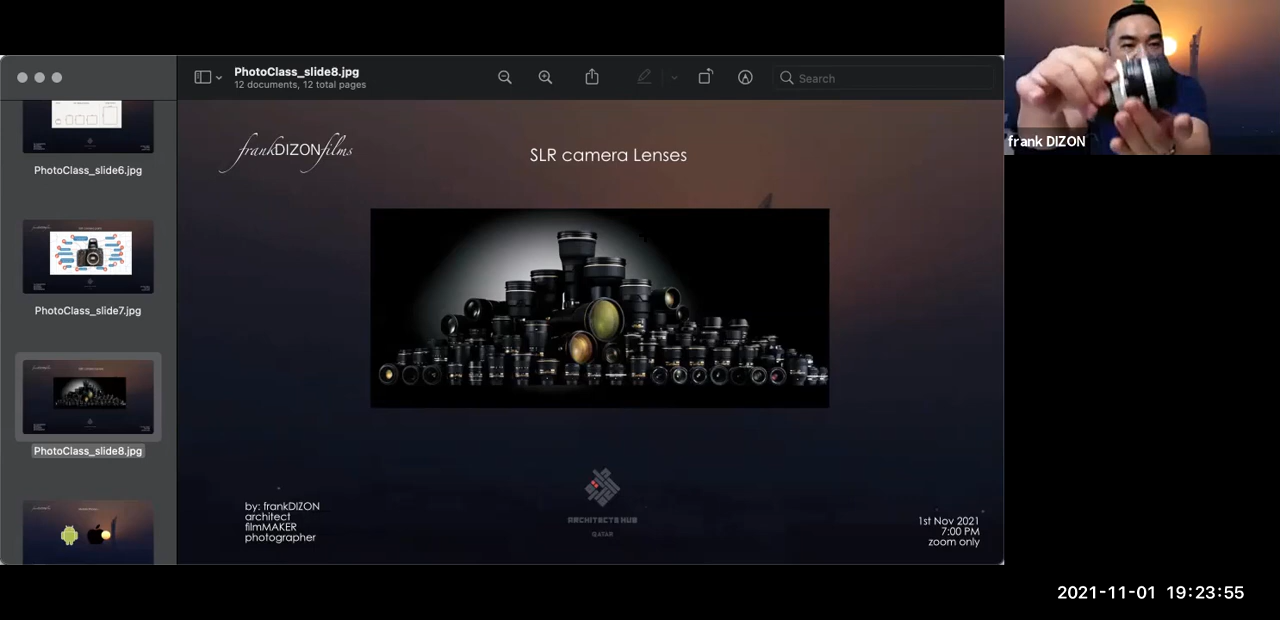 PhotoClass_slide8.jpg
12 documents, 12 total pages
Search
PhotoClass_slide6.jpg
PhotoClass_slide7.jpg
PhotoClass_slide8.jpg
frankDIZONfilms
SLR camera Lenses
by: frankDIZON
architect
filmMAKER
photographer
ARCHITECTS HUB
QATAR
1st Nov 2021
7:00 PM
zoom only
frank DIZON
2021-11-01 19:23:55